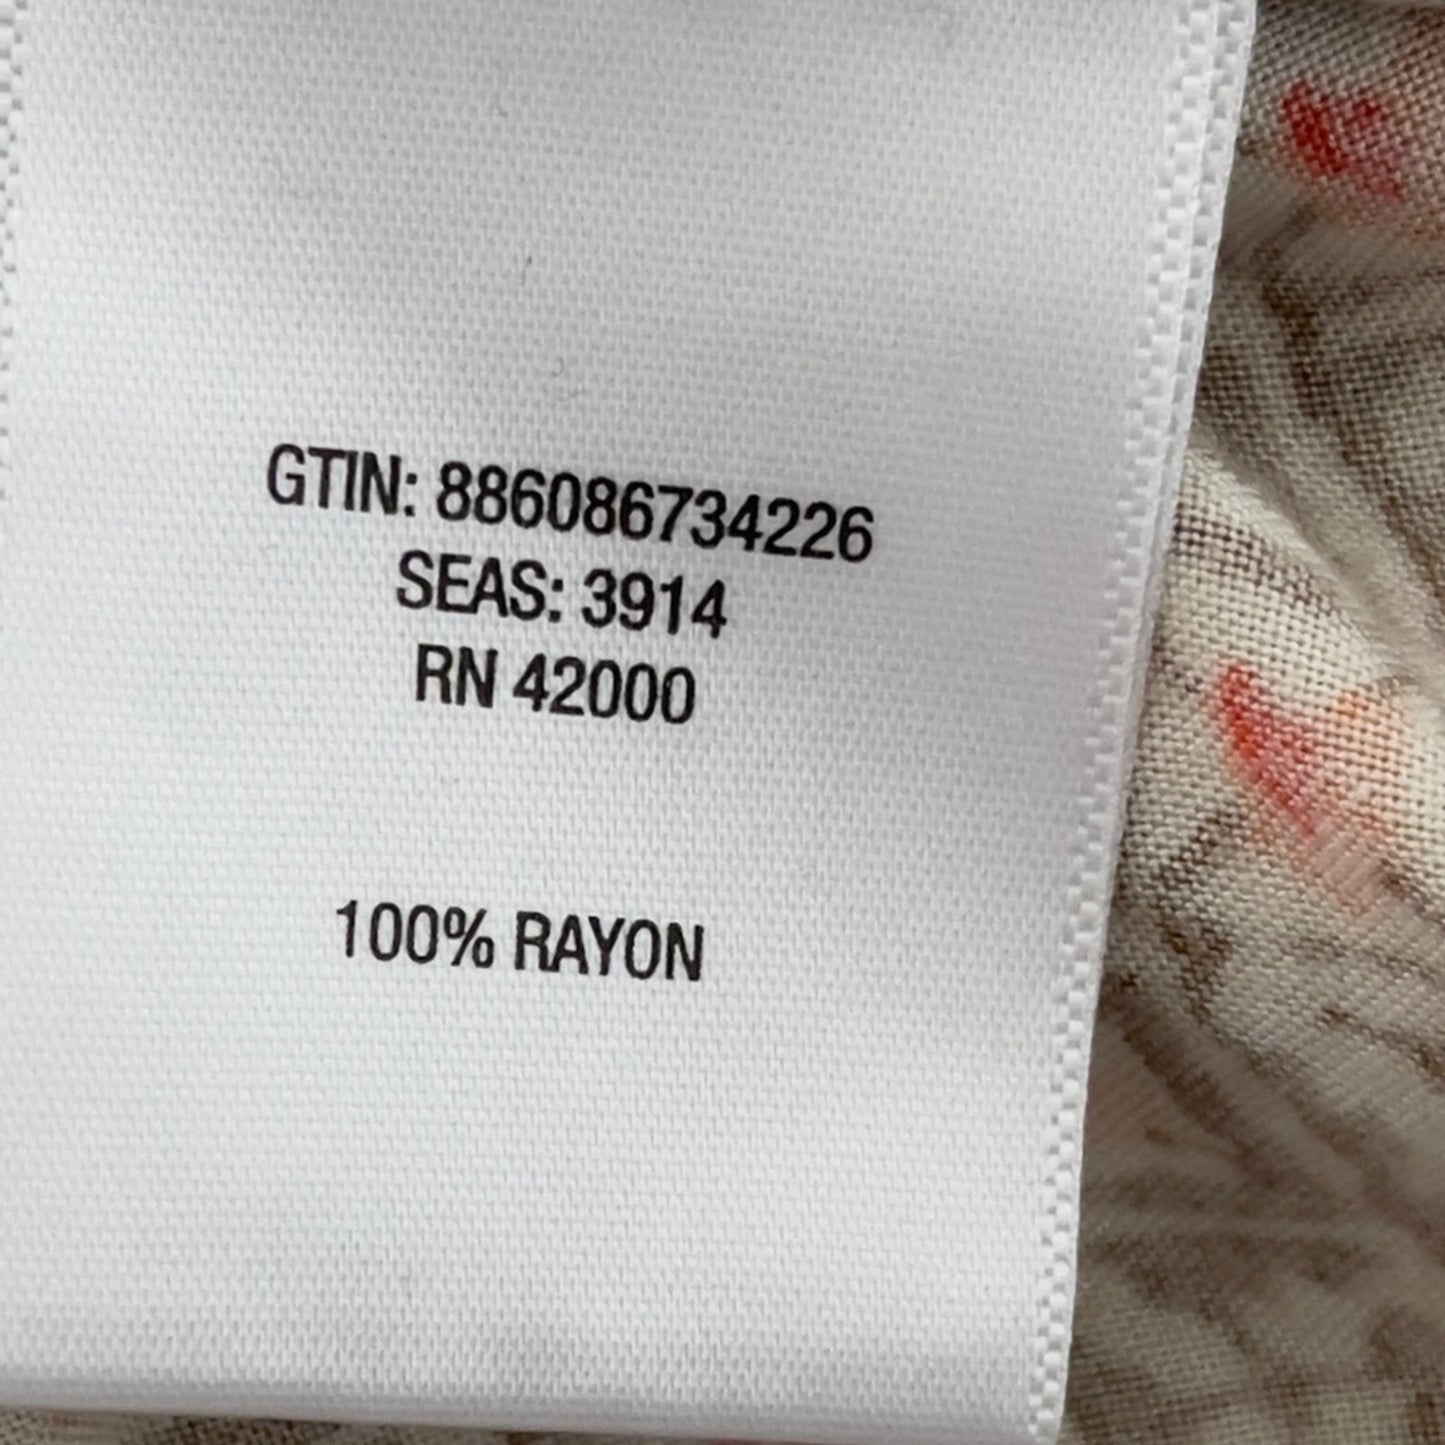 GTIN: 886086734226
SEAS: 3914
RN 42000
100% RAYON